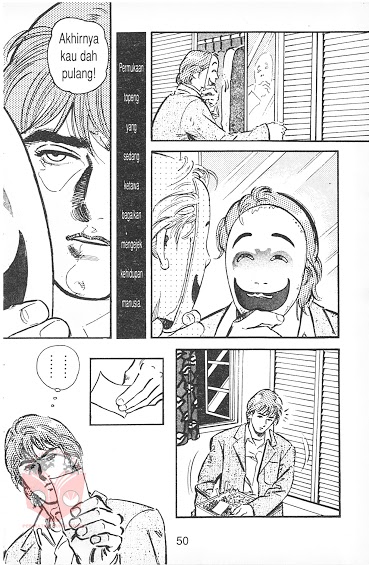 Akhirnya
kau dah
pulang!
Permukaan
topeng
yang
sedang
ketawa
bagaikan
mengejek
kehidupan
manusia.
......
50